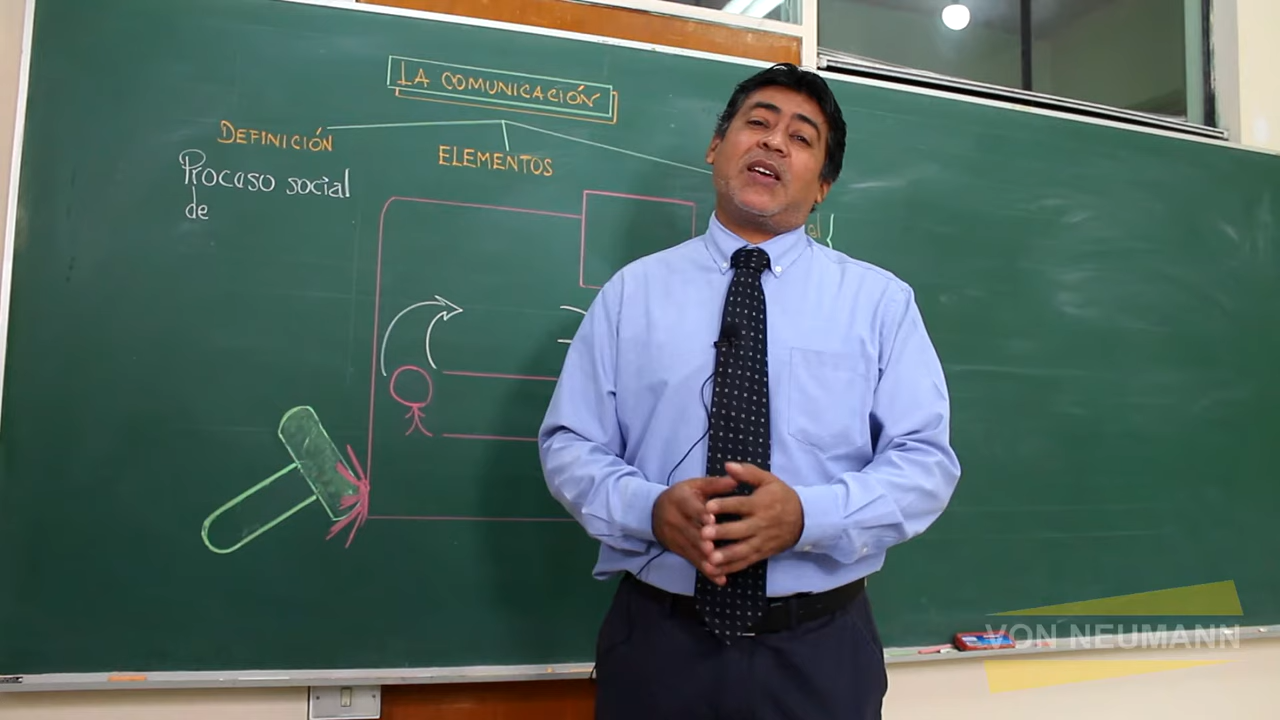 LA COMUNICACIÓN
DEFINICIÓN
ELEMENTOS
Proceso social
de
VON NEUMANN